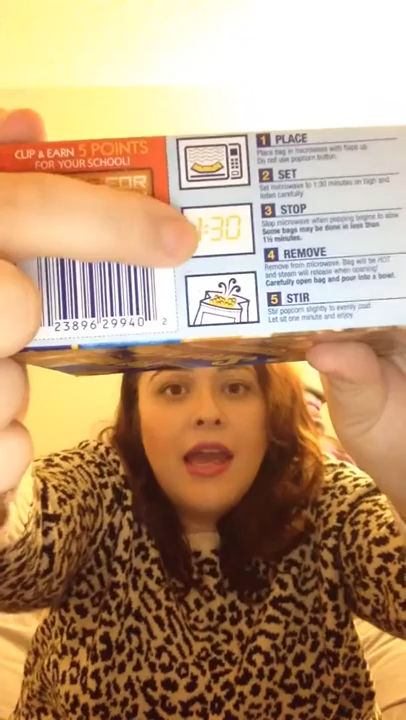 CLIP & EARN 5 POINTS
FOR YOUR SCHOOL!
FOR
23896 29940 2
:30
1 PLACE
Place bag in microwave with flaps up.
Do not use popcorn button.
2 SET
Set microwave to 1:30 minutes on high and
listen carefully.
3 STOP
Stop microwave when popping begins to slow.
Some bags may be done in less than
1½ minutes.
4 REMOVE
Remove from microwave. Bag will be HOT
and steam will release when opening!
Carefully open bag and pour into a bowl.
5 STIR
Stir popcorn slightly to evenly coat.
Let sit one minute and enjoy.